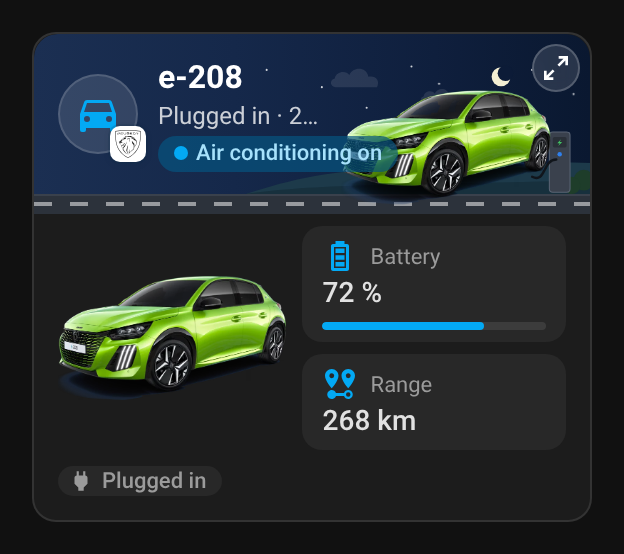 e-208
Plugged in · 2…
Air conditioning on
Battery
72 %
Range
268 km
Plugged in